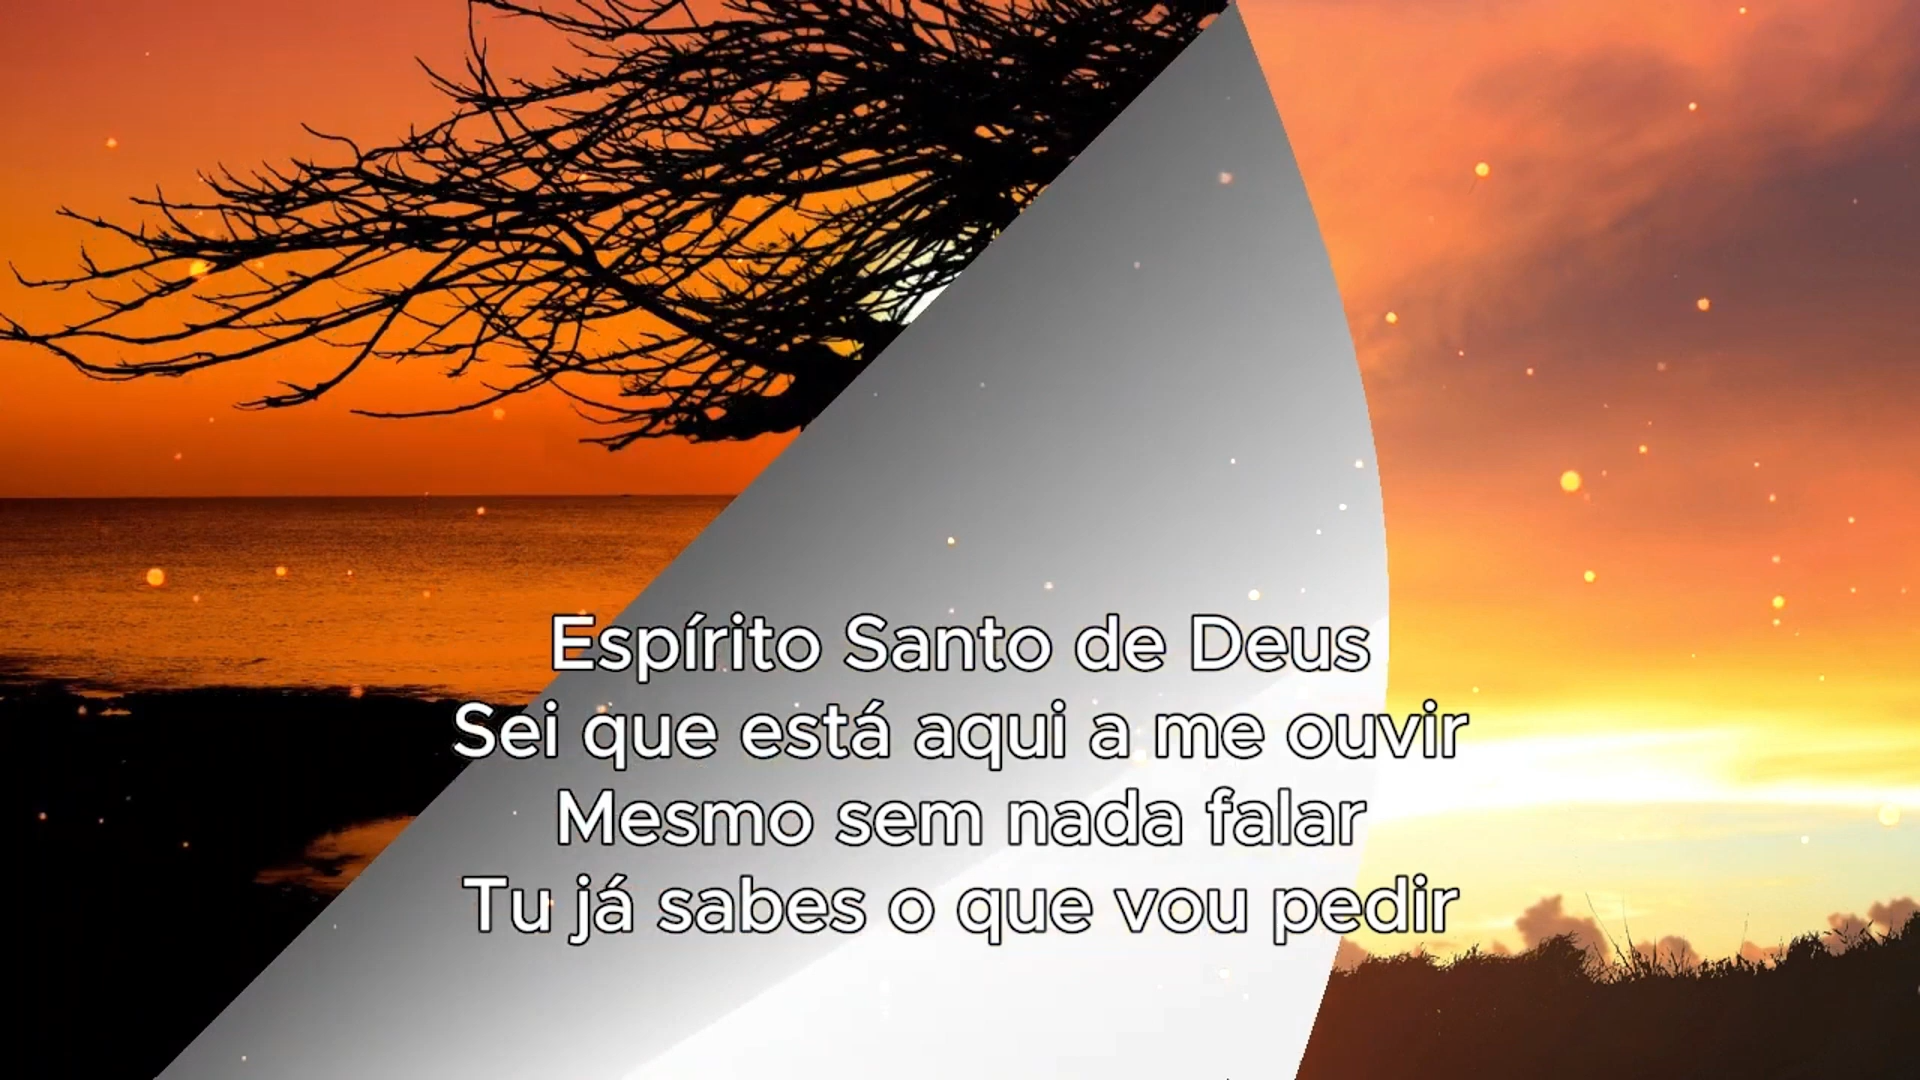 Espírito Santo de Deus
Sei que está aqui a me ouvir
Mesmo sem nada falar
Tu já sabes o que vou pedir